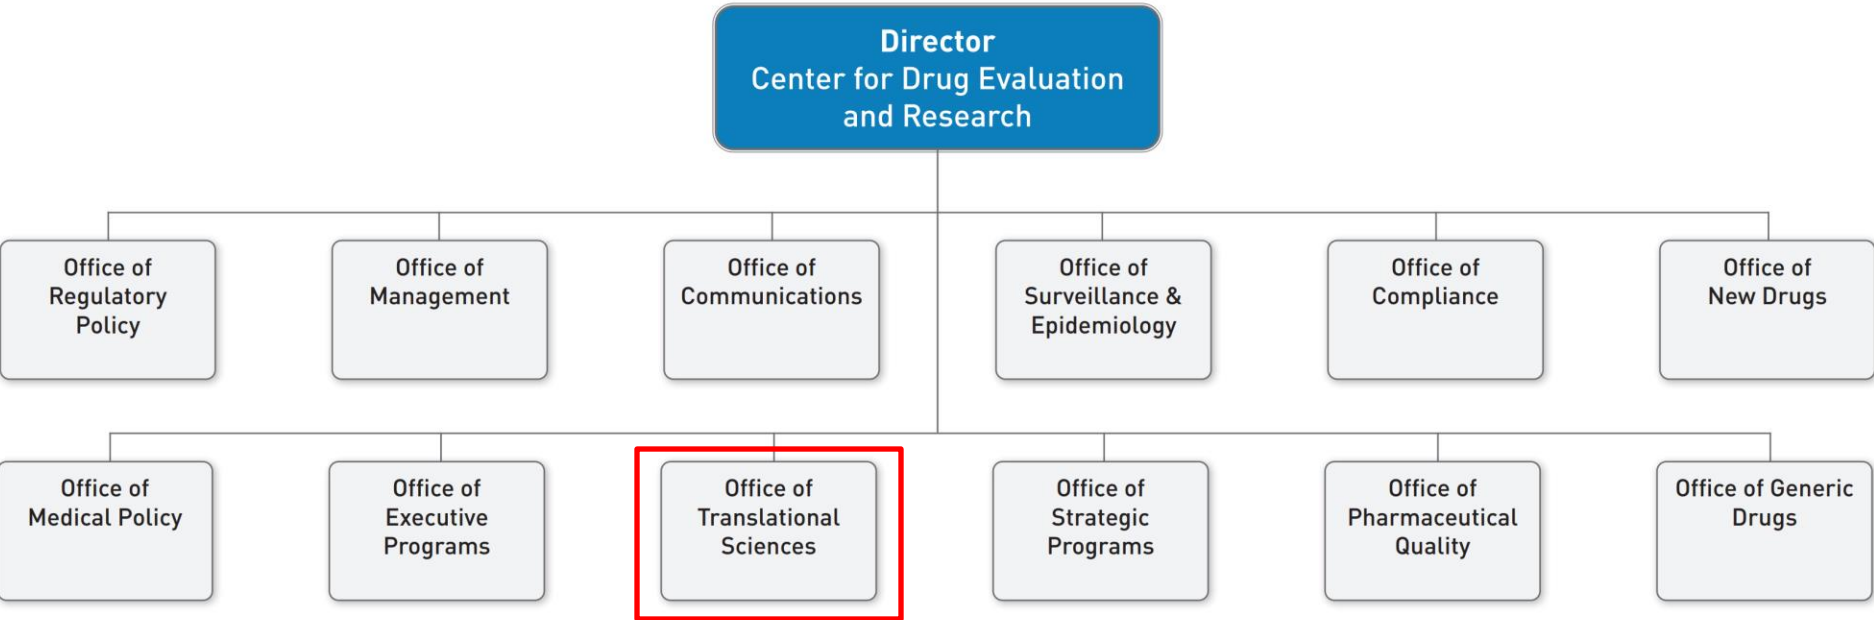 Director
Center for Drug Evaluation
and Research
Office of
Regulatory
Policy
Office of
Management
Office of
Communications
Office of
Surveillance &
Epidemiology
Office of
Compliance
Office of
New Drugs
Office of
Medical Policy
Office of
Executive
Programs
Office of
Translational
Sciences
Office of
Strategic
Programs
Office of
Pharmaceutical
Quality
Office of Generic
Drugs